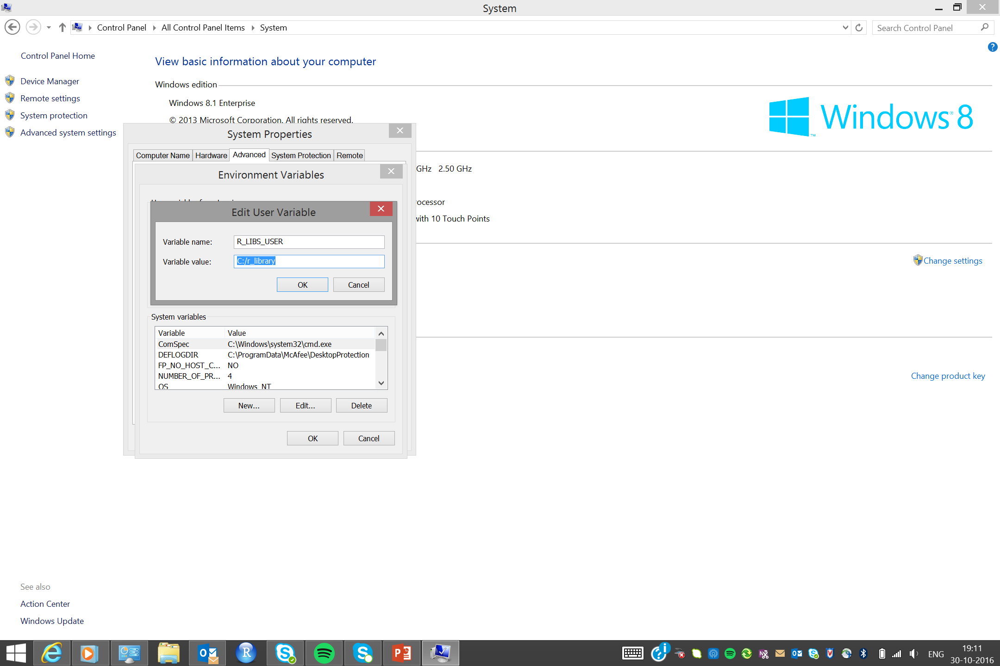 System
Control Panel All Control Panel Items System
Search Control Panel
Control Panel Home
Device Manager
Remote settings
System protection
Advanced system settings
View basic information about your computer
Windows edition
Windows 8.1 Enterprise
© 2013 Microsoft Corporation. All rights reserved.
Windows® 8
™
System Properties
Computer Name Hardware Advanced System Protection Remote
GHz 2.50 GHz
Environment Variables
ocessor
with 10 Touch Points
Edit User Variable
Variable name: R_LIBS_USER
Variable value: C:/r_library
OK Cancel
Change settings
System variables
Variable Value
ComSpec C:\Windows\system32\cmd.exe
DEFLOGDIR C:\ProgramData\McAfee\DesktopProtection
FP_NO_HOST_C... NO
NUMBER_OF_PR... 4
OS Windows_NT
New... Edit... Delete
OK Cancel
Change product key
See also
Action Center
Windows Update
ENG
19:11
30-10-2016